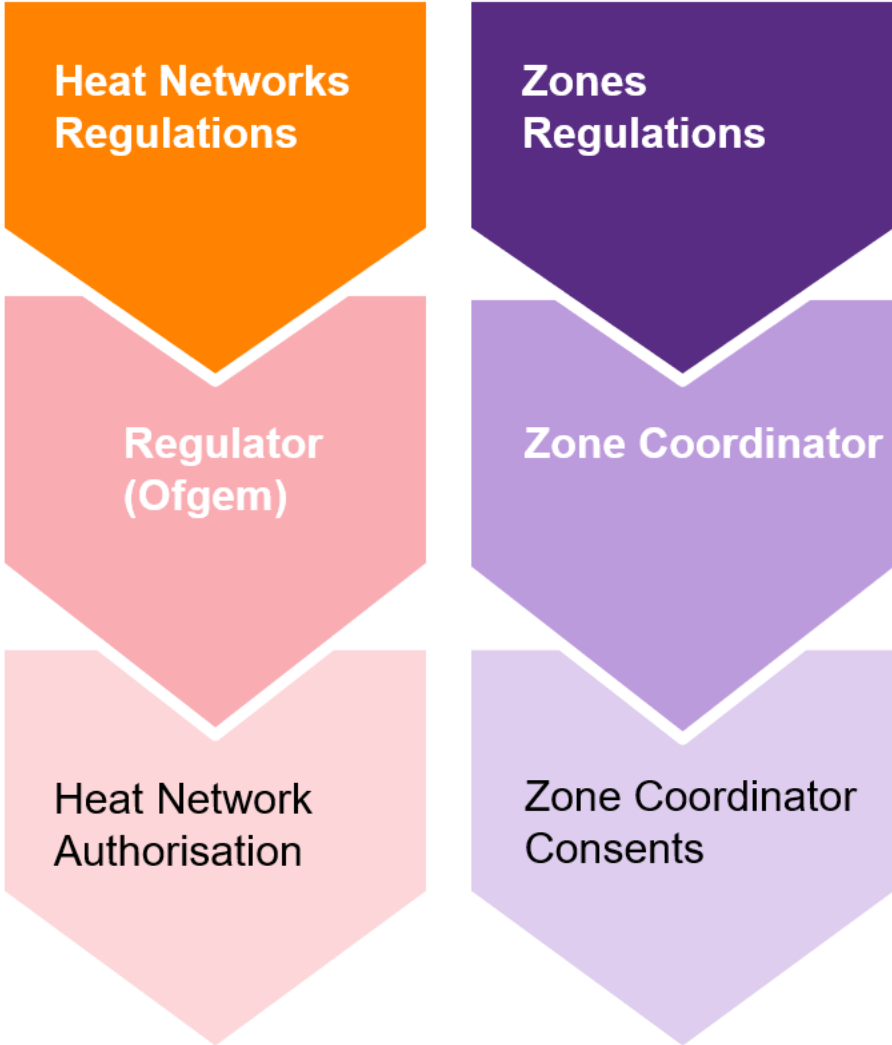 Heat Networks
Regulations
Zones
Regulations
Regulator
(Ofgem)
Zone Coordinator
Heat Network
Authorisation
Zone Coordinator
Consents